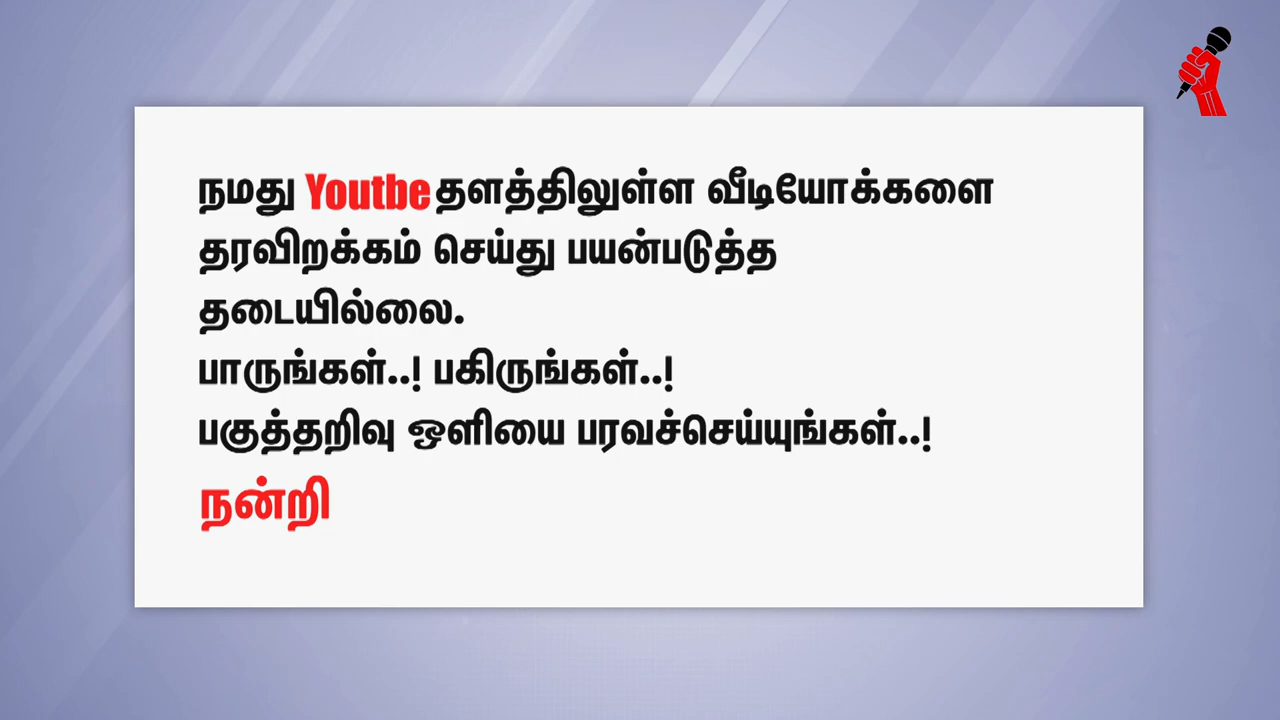 நமது Youtbe தளத்திலுள்ள வீடியோக்களை
தரவிறக்கம் செய்து பயன்படுத்த
தடையில்லை.
பாருங்கள்..! பகிருங்கள்..!
பகுத்தறிவு ஒளியை பரவச்செய்யுங்கள்..!
நன்றி